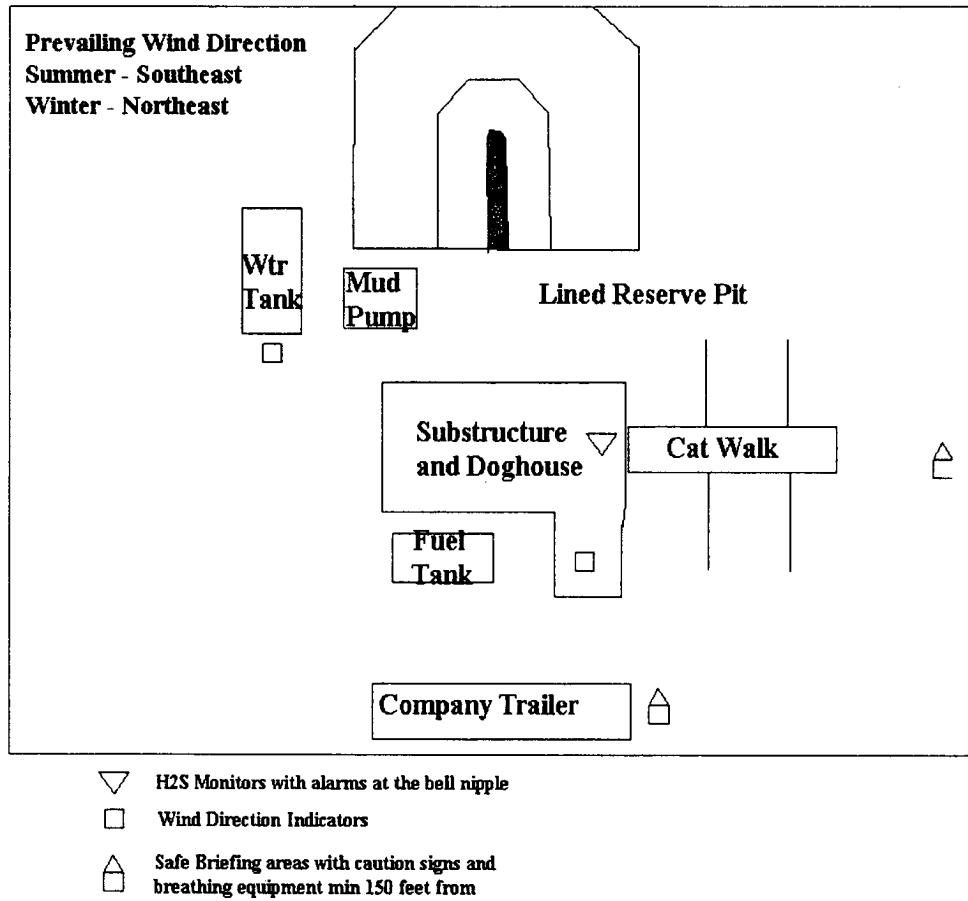 Prevailing Wind Direction
Summer - Southeast
Winter - Northeast
Wtr
Tank
Mud
Pump
Lined Reserve Pit
Substructure
and Doghouse
Cat Walk
Fuel
Tank
Company Trailer
H2S Monitors with alarms at the bell nipple
Wind Direction Indicators
Safe Briefing areas with caution signs and
breathing equipment min 150 feet from